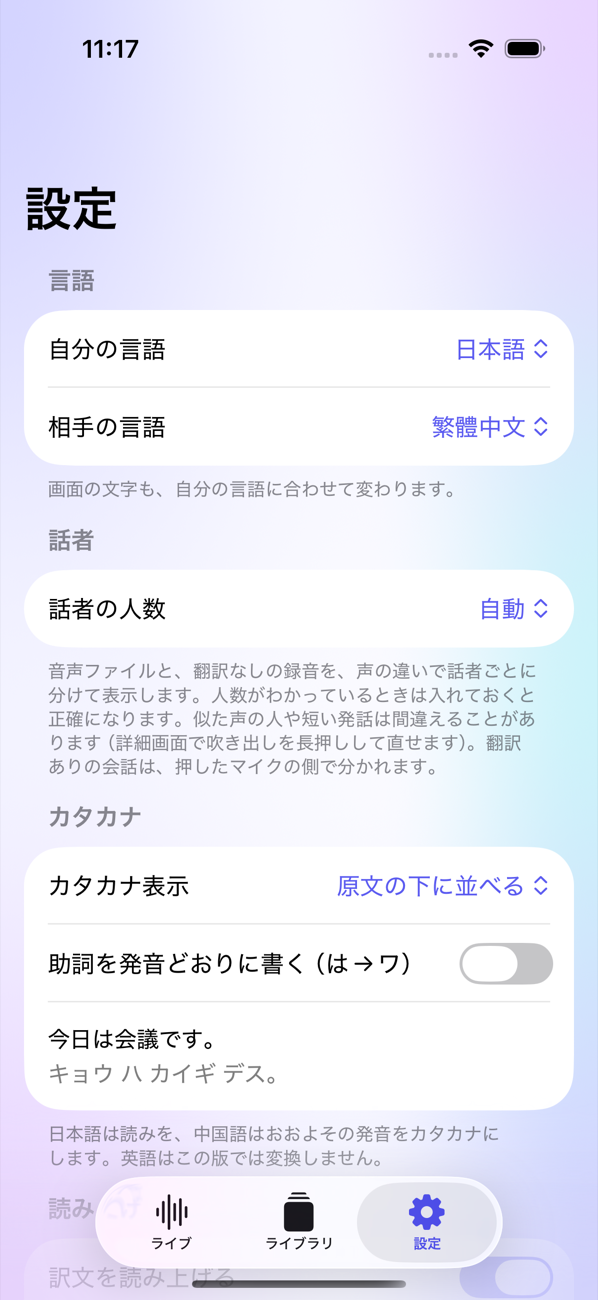 11:17
設定
言語
自分の言語 日本語
相手の言語 繁體中文
画面の文字も、自分の言語に合わせて変わります。
話者
話者の人数 自動
音声ファイルと、翻訳なしの録音を、声の違いで話者ごとに
分けて表示します。人数がわかっているときは入れておくと
正確になります。似た声の人や短い発話は間違えることがあ
ります（詳細画面で吹き出しを長押しして直せます）。翻訳
ありの会話は、押したマイクの側で分かれます。
カタカナ
カタカナ表示 原文の下に並べる
助詞を発音どおりに書く（は→ワ）
今日は会議です。
キョウ ハ カイギ デス。
日本語は読みを、中国語はおおよその発音をカタカナに
します。英語はこの版では変換しません。
読み
訳文を読み上げる
ライブ ライブラリ 設定